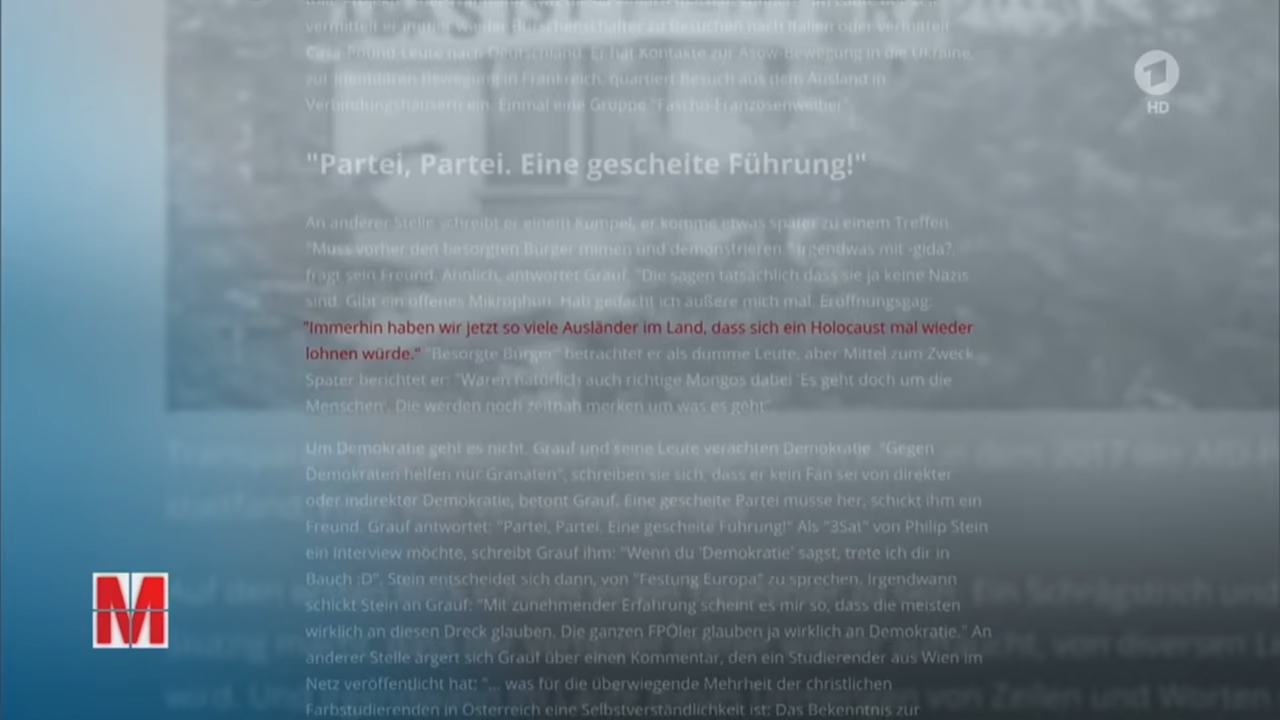 vermittelt er immer wieder Burschenschafter zu Besuchen nach Italien oder vermittelt
Casa-Pound Leute nach Deutschland. Er hat Kontakte zur Asow-Bewegung in die Ukraine,
zur Identitären Bewegung in Frankreich, quartiert Besuch aus dem Ausland in
Verbindungshäusern ein. Einmal eine Gruppe "Fascho-Franzosenweiber".
HD
"Partei, Partei. Eine gescheite Führung!"
An anderer Stelle schreibt er einem Kumpel, er komme etwas später zu einem Treffen.
"Muss vorher den besorgten Bürger mimen und demonstrieren." Irgendwas mit -gida?,
fragt sein Freund. Ähnlich, antwortet Grauf. "Die sagen tatsächlich dass sie ja keine Nazis
sind. Gibt ein offenes Mikrophon. Hab gedacht ich äußere mich mal. Eröffnungsgag:
"Immerhin haben wir jetzt so viele Ausländer im Land, dass sich ein Holocaust mal wieder
lohnen würde." "Besorgte Bürger" betrachtet er als dumme Leute, aber Mittel zum Zweck.
Später berichtet er: "Waren natürlich auch richtige Mongos dabei 'Es geht doch um die
Menschen'. Die werden noch zeitnah merken um was es geht".
Um Demokratie geht es nicht. Grauf und seine Leute verachten Demokratie. "Gegen
Demokraten helfen nur Granaten", schreiben sie sich, dass er kein Fan sei von direkter
oder indirekter Demokratie, betont Grauf. Eine gescheite Partei müsse her, schickt ihm ein
Freund. Grauf antwortet: "Partei, Partei. Eine gescheite Führung!" Als "3Sat" von Philip Stein
ein Interview möchte, schreibt Grauf ihm: "Wenn du 'Demokratie' sagst, trete ich dir in
Bauch :D". Stein entscheidet sich dann, von "Festung Europa" zu sprechen. Irgendwann
schickt Stein an Grauf: "Mit zunehmender Erfahrung scheint es mir so, dass die meisten
wirklich an diesen Dreck glauben. Die ganzen FPÖler glauben ja wirklich an Demokratie." An
anderer Stelle ärgert sich Grauf über einen Kommentar, den ein Studierender aus Wien im
Netz veröffentlicht hat: "... was für die überwiegende Mehrheit der christlichen
Farbstudierenden in Österreich eine Selbstverständlichkeit ist: Das Bekenntnis zur
M